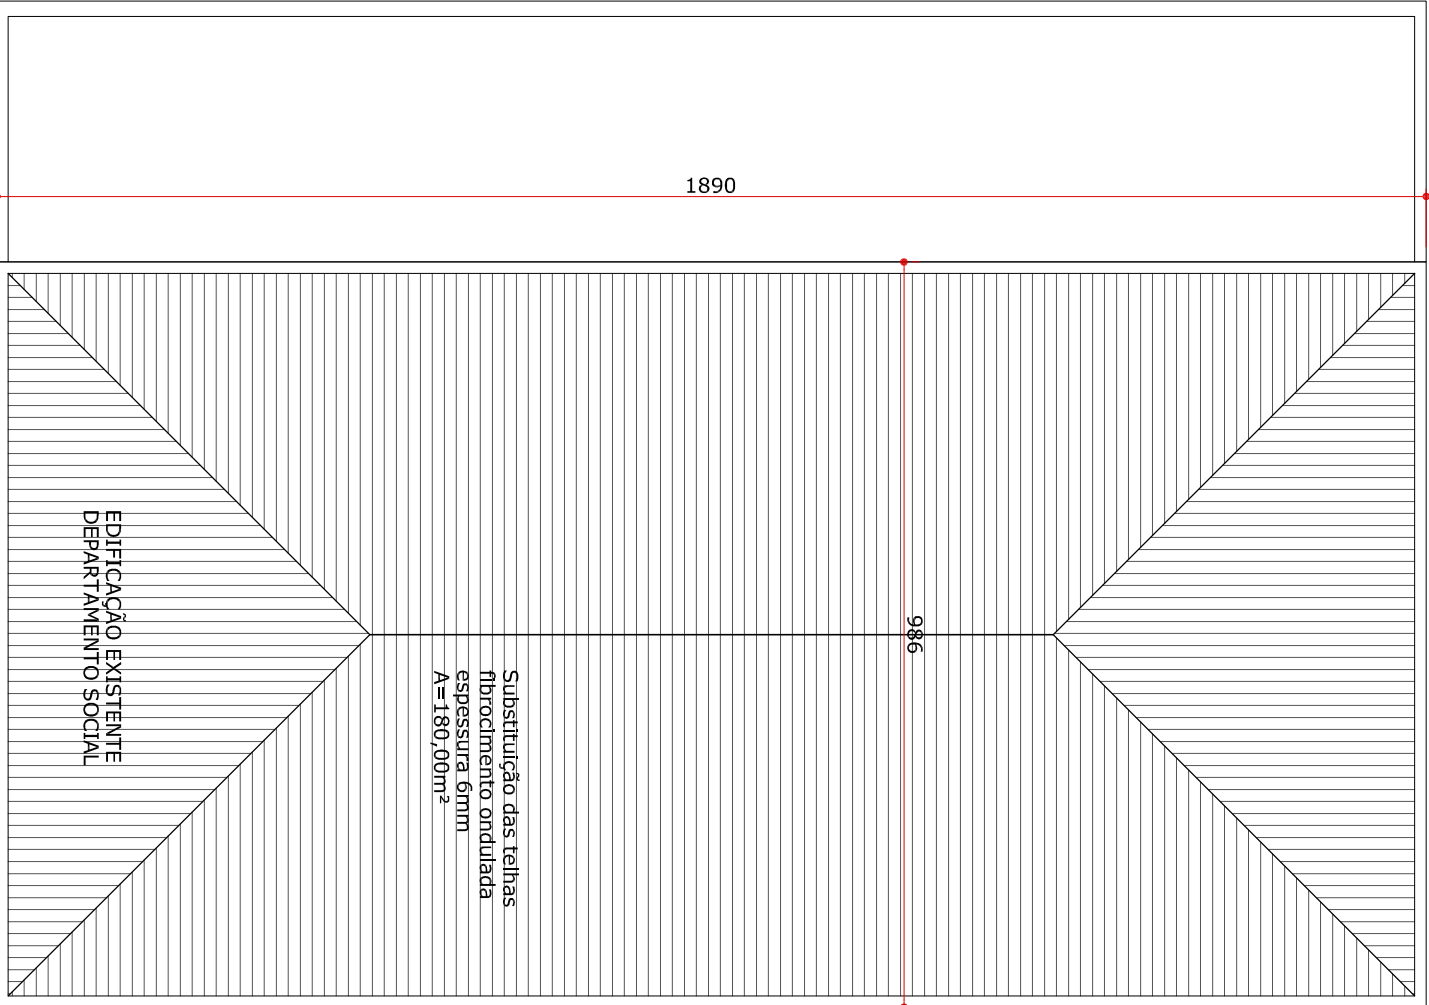 1890
986
EDIFICAÇÃO EXISTENTE
DEPARTAMENTO SOCIAL
Substituição das telhas
fibrocimento ondulada
espessura 6mm
A=180,00m²